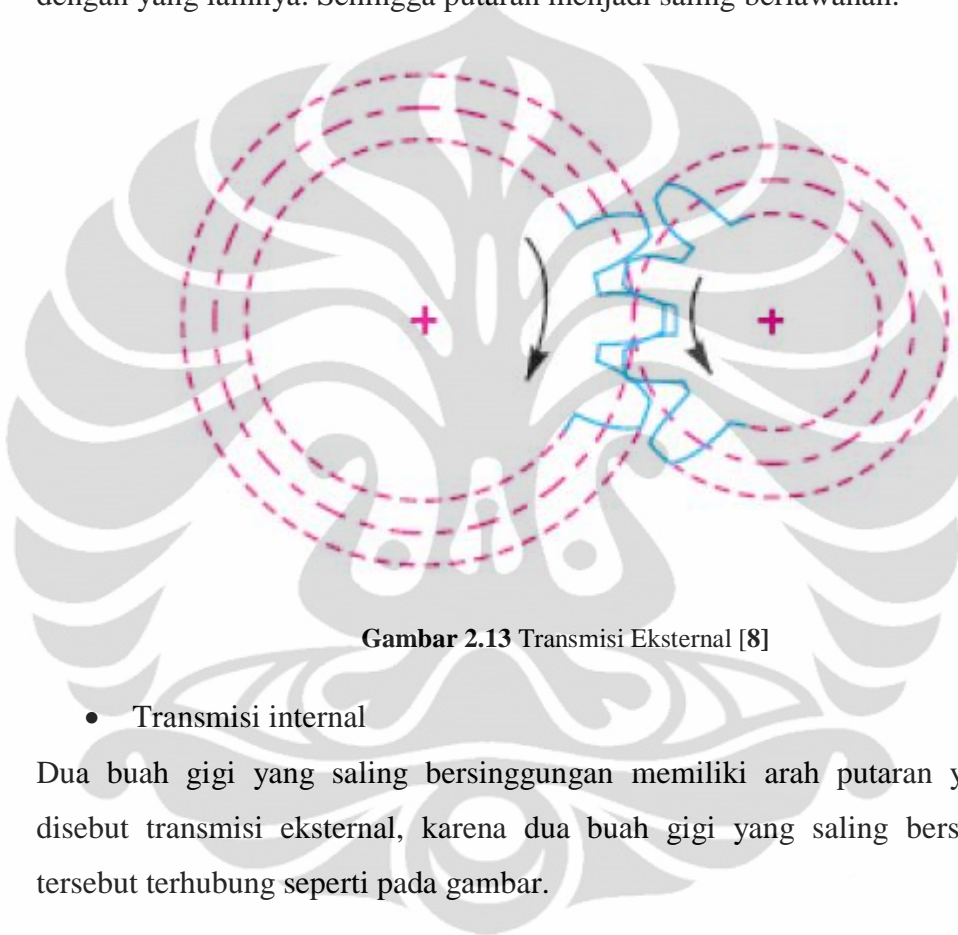 dengan yang lainnya. Sehingga putaran menjadi saling berlawanan.
Gambar 2.13 Transmisi Eksternal [8]
• Transmisi internal
Dua buah gigi yang saling bersinggungan memiliki arah putaran
disebut transmisi eksternal, karena dua buah gigi yang saling
tersebut terhubung seperti pada gambar.